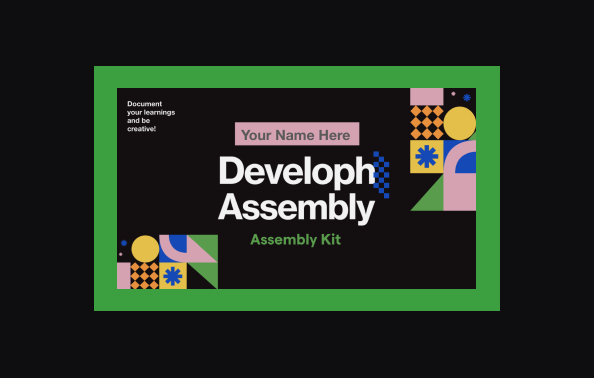 Document
your learnings
and be
creative!
Your Name Here
Developh
Assembly
Assembly Kit